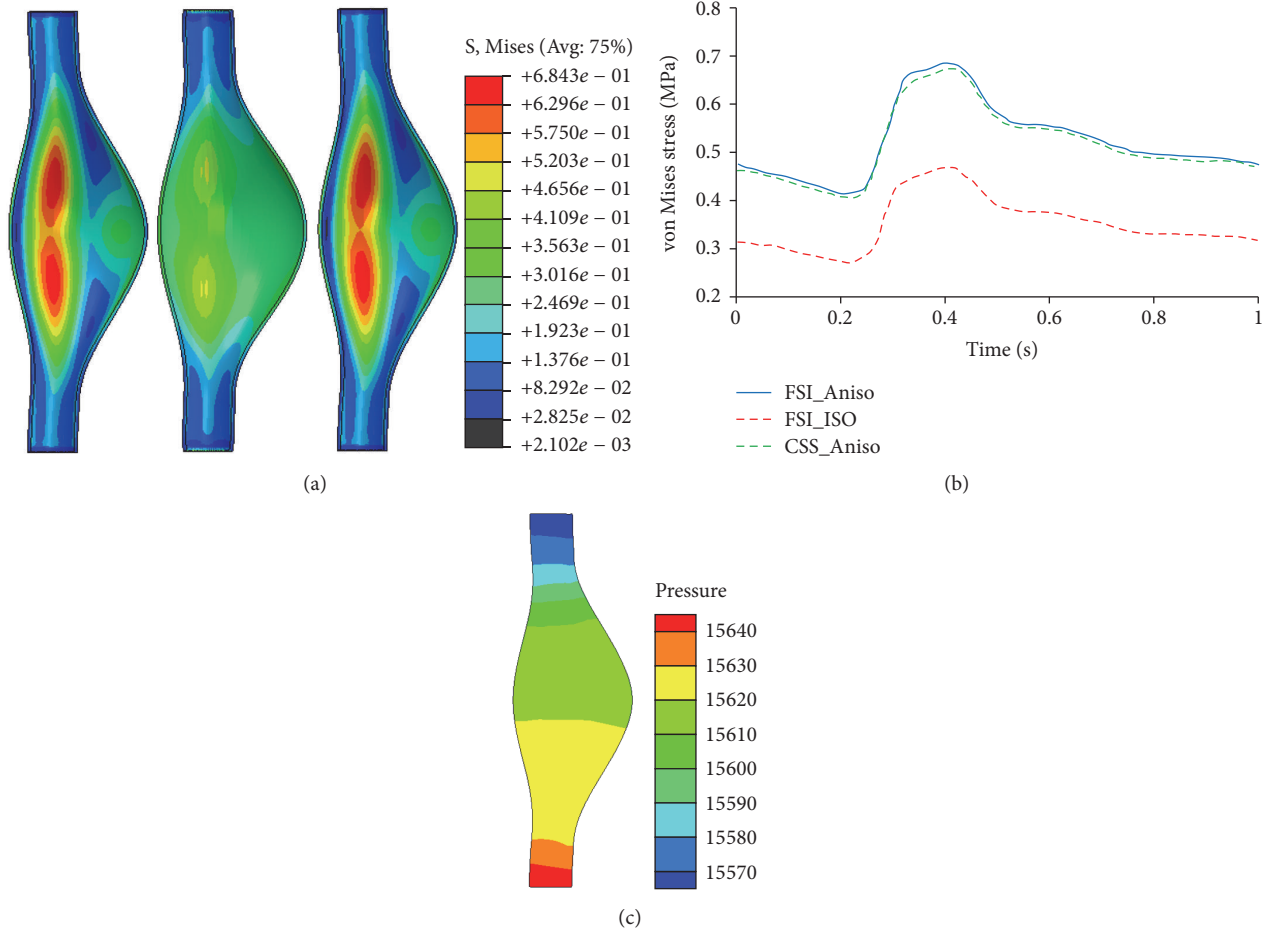 S, Mises (Avg: 75%)
+6.843e − 01
+6.296e − 01
+5.750e − 01
+5.203e − 01
+4.656e − 01
+4.109e − 01
+3.563e − 01
+3.016e − 01
+2.469e − 01
+1.923e − 01
+1.376e − 01
+8.292e − 02
+2.825e − 02
+2.102e − 03
(a)
0.8
0.7
0.6
0.5
0.4
0.3
0.2
von Mises stress (MPa)
0 0.2 0.4 0.6 0.8 1
Time (s)
FSI_Aniso
FSI_ISO
CSS_Aniso
(b)
Pressure
15640
15630
15620
15610
15600
15590
15580
15570
(c)